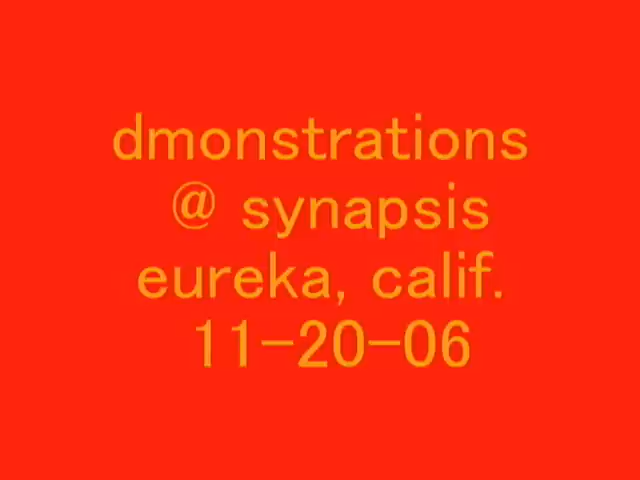 dmonstrations
@ synapsis
eureka, calif.
11-20-06